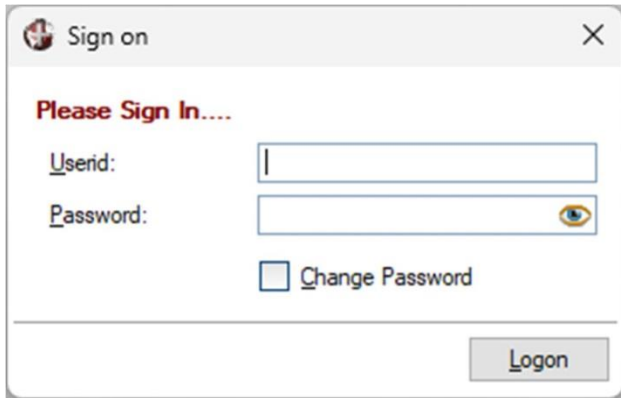 Sign on
Please Sign In....
Userid:
Password:
Change Password
Logon